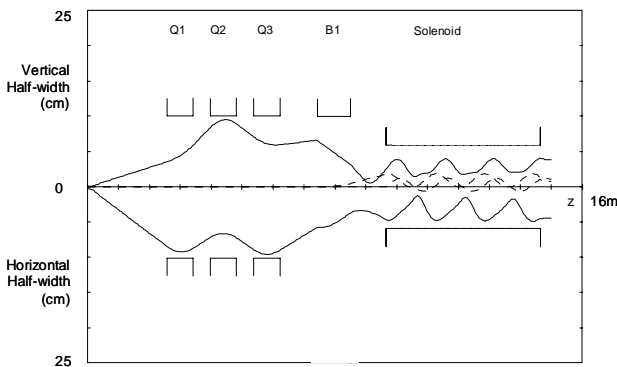 25
Q1 Q2 Q3 B1 Solenoid
Vertical
Half-width
(cm)
0
z 16m
Horizontal
Half-width
(cm)
25